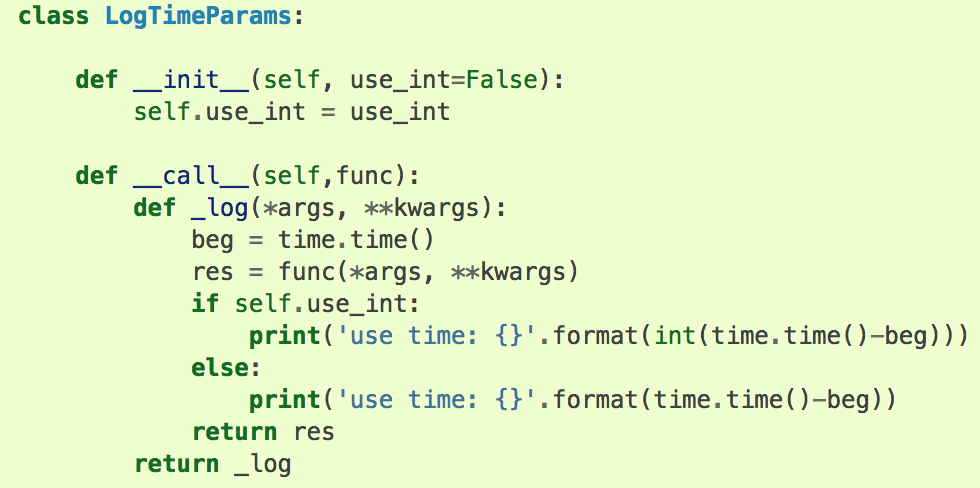 class LogTimeParams:

    def __init__(self, use_int=False):
        self.use_int = use_int

    def __call__(self,func):
        def _log(*args, **kwargs):
            beg = time.time()
            res = func(*args, **kwargs)
            if self.use_int:
                print('use time: {}'.format(int(time.time()-beg)))
            else:
                print('use time: {}'.format(time.time()-beg))
            return res
        return _log